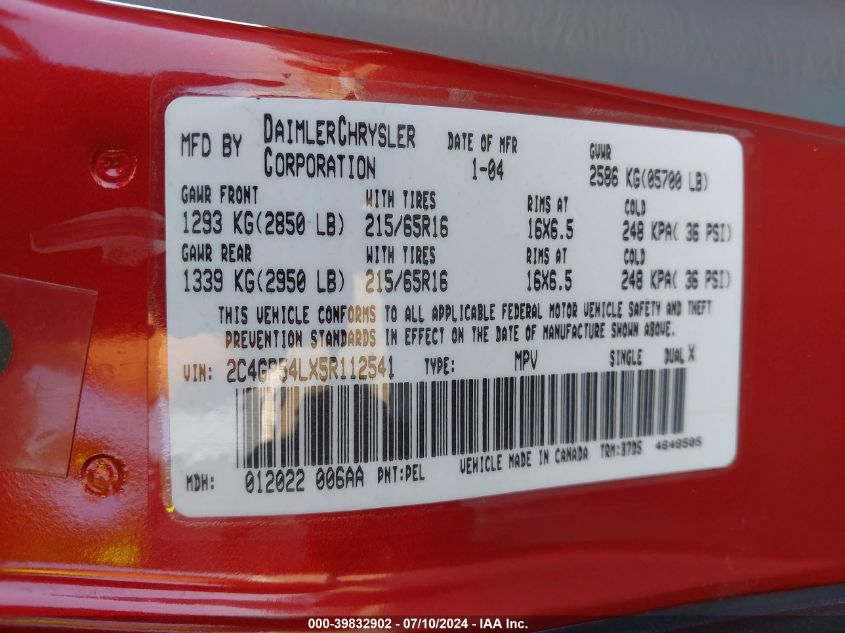 MFD BY DAIMLERCHRYSLER CORPORATION DATE OF MFR 1-04 GVWR 2586 KG(05700 LB)
GAWR FRONT WITH TIRES RIMS AT COLD
1293 KG(2850 LB) 215/65R16 16X6.5 248 KPA( 36 PSI)
GAWR REAR WITH TIRES RIMS AT COLD
1339 KG(2950 LB) 215/65R16 16X6.5 248 KPA( 36 PSI)
THIS VEHICLE CONFORMS TO ALL APPLICABLE FEDERAL MOTOR VEHICLE SAFETY AND THEFT
PREVENTION STANDARDS IN EFFECT ON THE DATE OF MANUFACTURE SHOWN ABOVE.
VIN: 2C4GP54LX5R112541 TYPE: MPV SINGLE DUAL X
MDH: 012022 006AA PNT:PEL VEHICLE MADE IN CANADA TRM:37D5 4648505
000-39832902 - 07/10/2024 - IAA Inc.